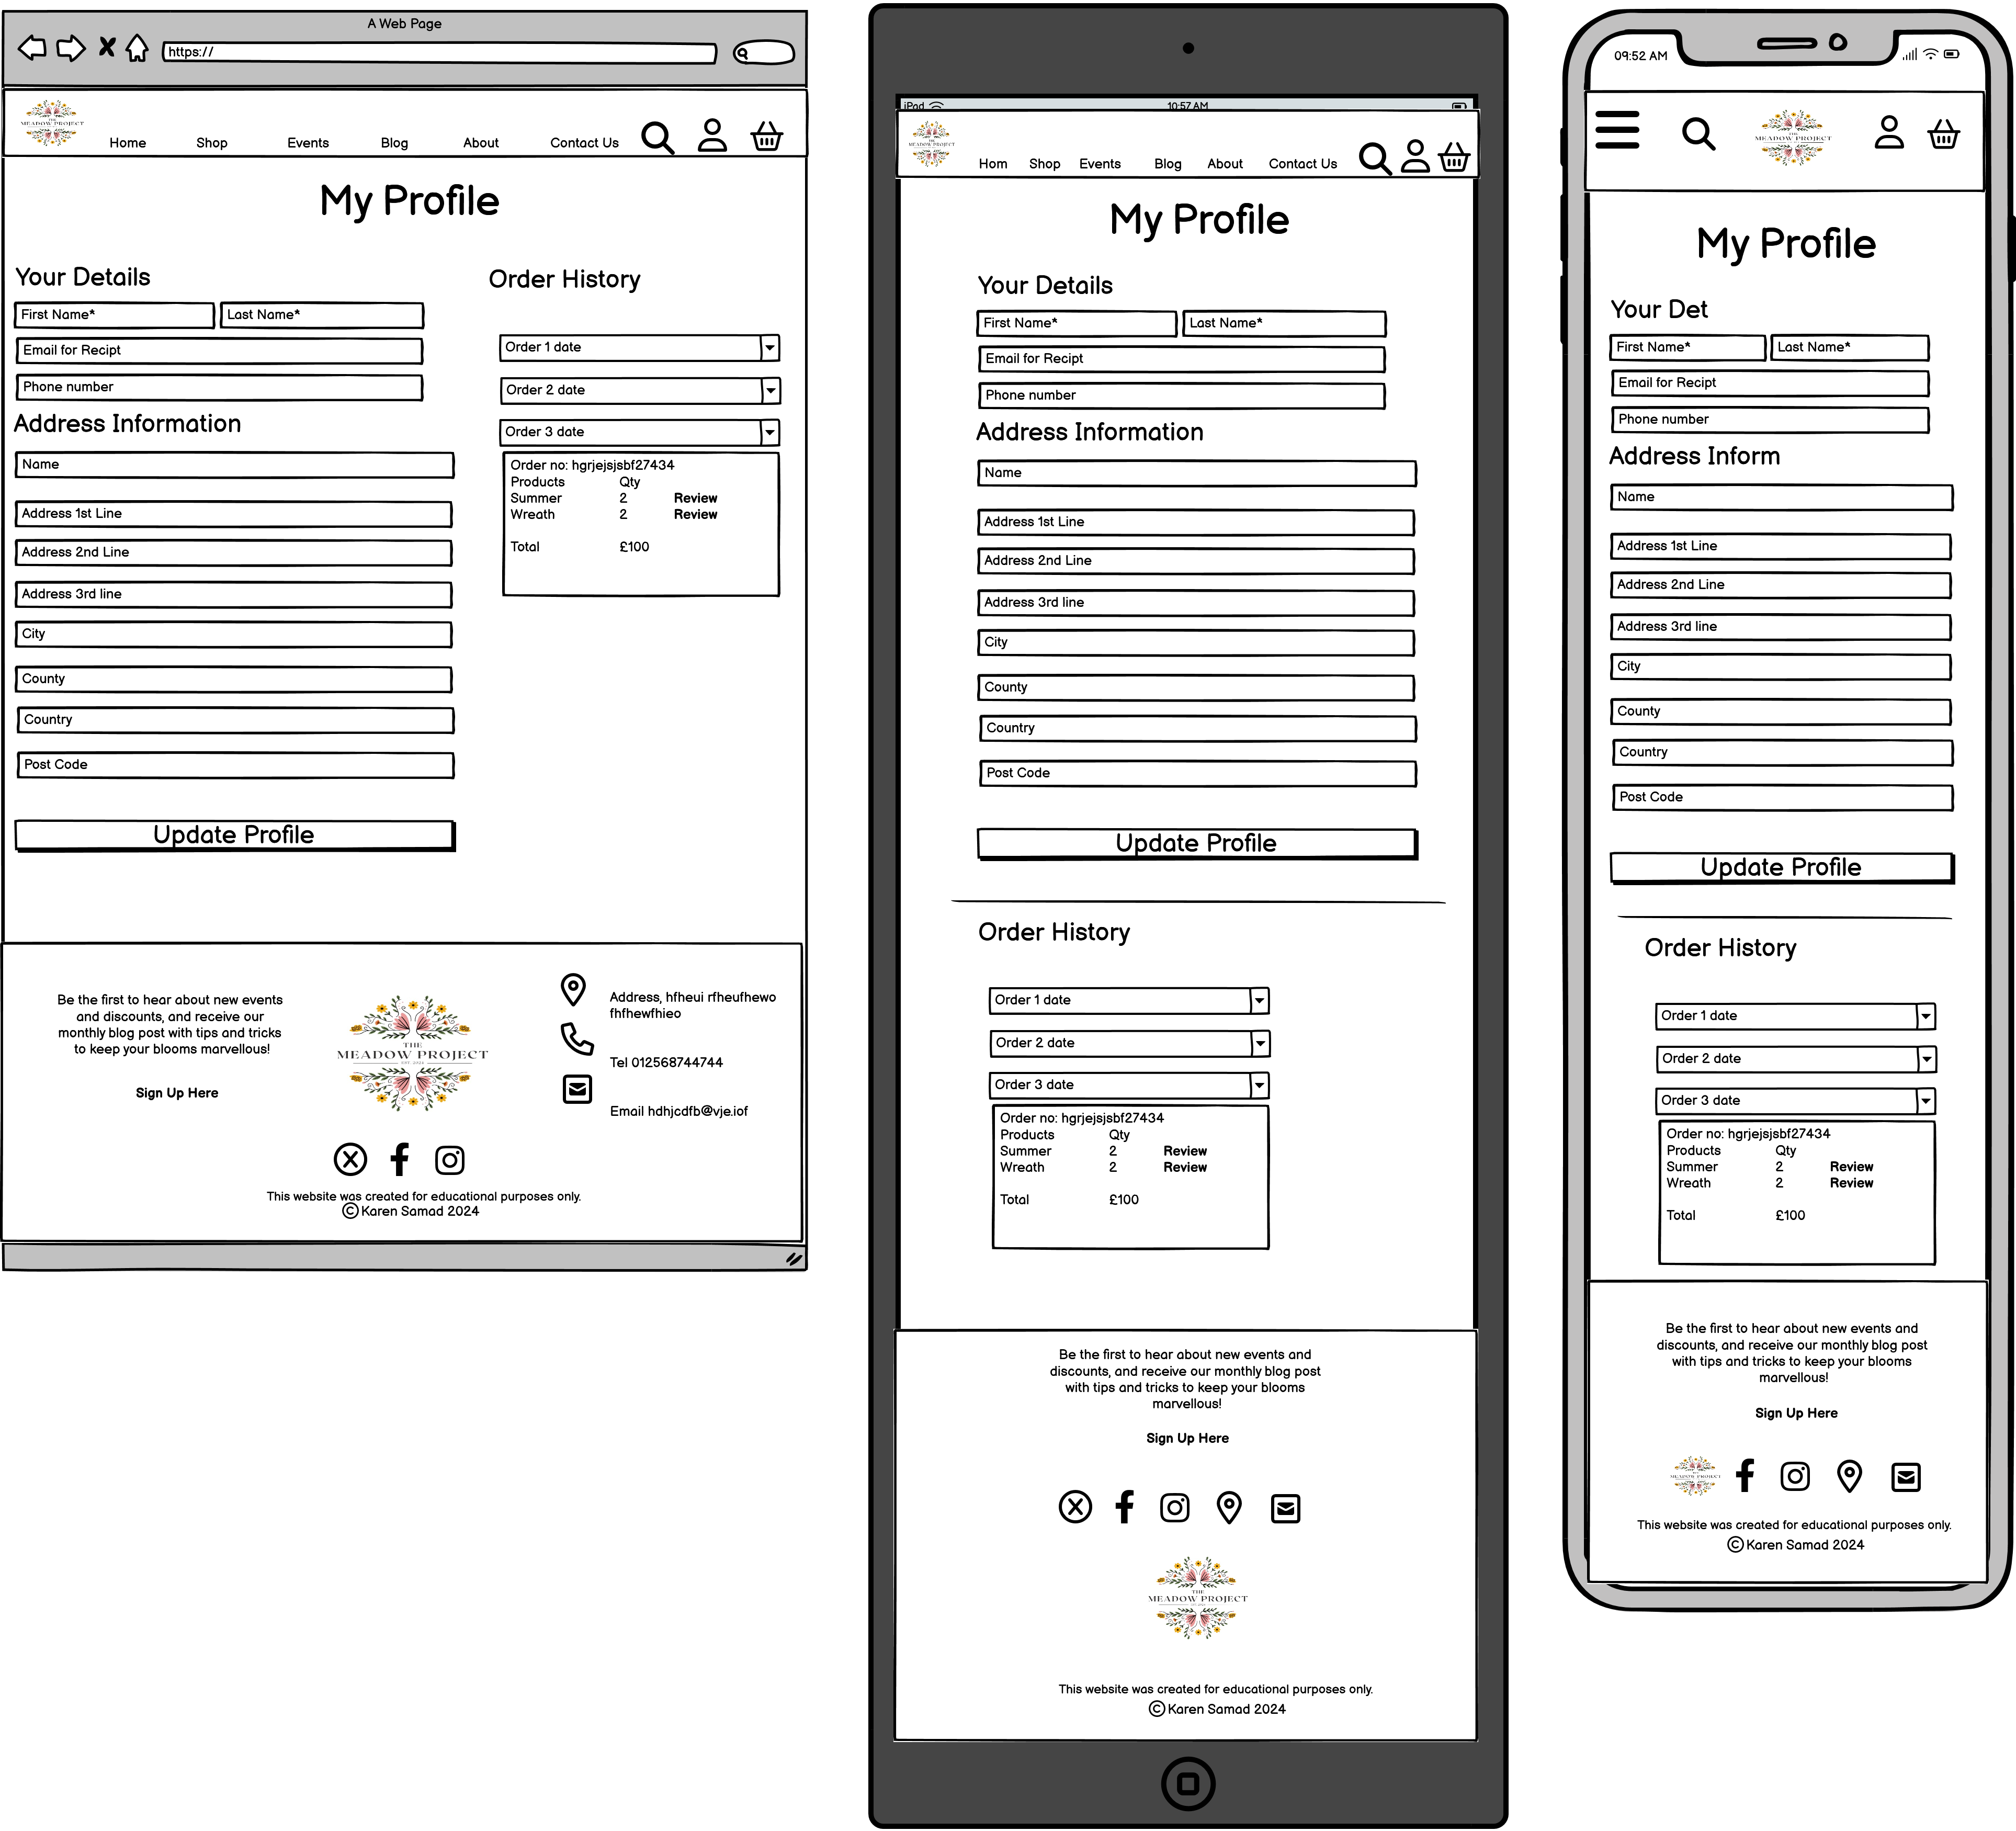 A Web Page
https://
THE
MEADOW PROJECT
Home Shop Events Blog About Contact Us
My Profile
Your Details
First Name* Last Name*
Email for Recipt
Phone number
Address Information
Name
Address 1st Line
Address 2nd Line
Address 3rd line
City
County
Country
Post Code
Update Profile
Order History
Order 1 date
Order 2 date
Order 3 date
Order no: hgrjejsjsbf27434
Products Qty
Summer 2 Review
Wreath 2 Review
Total £100
Be the first to hear about new events
and discounts, and receive our
monthly blog post with tips and tricks
to keep your blooms marvellous!
Sign Up Here
THE
MEADOW PROJECT
EST. 2024
Address, hfheui rfheufhewo
fhfhewfhieo
Tel 012568744744
Email hdhjcdfb@vje.iof
This website was created for educational purposes only.
© Karen Samad 2024
iPad 10:57 AM
THE
MEADOW PROJECT
Hom Shop Events Blog About Contact Us
My Profile
Your Details
First Name* Last Name*
Email for Recipt
Phone number
Address Information
Name
Address 1st Line
Address 2nd Line
Address 3rd line
City
County
Country
Post Code
Update Profile
Order History
Order 1 date
Order 2 date
Order 3 date
Order no: hgrjejsjsbf27434
Products Qty
Summer 2 Review
Wreath 2 Review
Total £100
Be the first to hear about new events and
discounts, and receive our monthly blog post
with tips and tricks to keep your blooms
marvellous!
Sign Up Here
THE
MEADOW PROJECT
This website was created for educational purposes only.
© Karen Samad 2024
09:52 AM
THE
MEADOW PROJECT
My Profile
Your Det
First Name* Last Name*
Email for Recipt
Phone number
Address Inform
Name
Address 1st Line
Address 2nd Line
Address 3rd line
City
County
Country
Post Code
Update Profile
Order History
Order 1 date
Order 2 date
Order 3 date
Order no: hgrjejsjsbf27434
Products Qty
Summer 2 Review
Wreath 2 Review
Total £100
Be the first to hear about new events and
discounts, and receive our monthly blog post
with tips and tricks to keep your blooms
marvellous!
Sign Up Here
MEADOW PROJECT
This website was created for educational purposes only.
© Karen Samad 2024